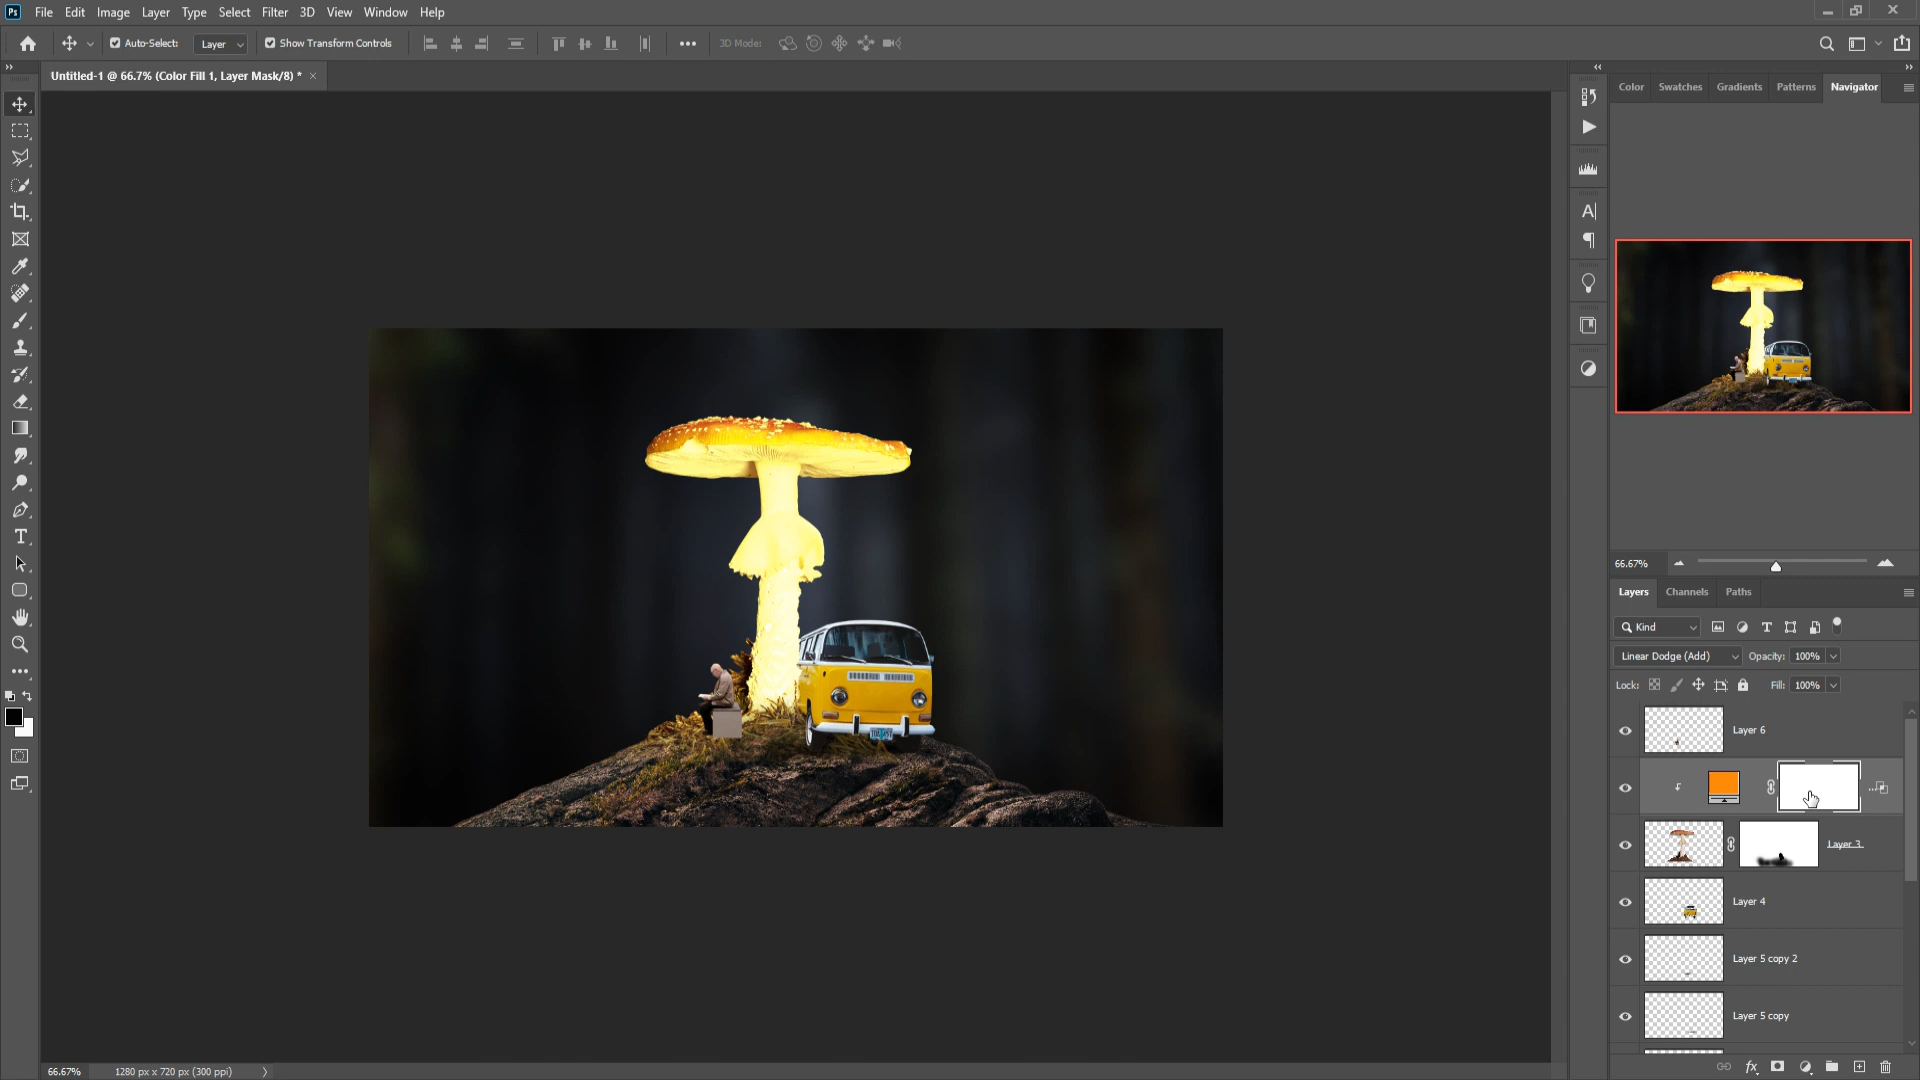 Ps File Edit Image Layer Type Select Filter 3D View Window Help
Auto-Select: Layer Show Transform Controls 3D Mode:
Untitled-1 @ 66.7% (Color Fill 1, Layer Mask/8) *
Color Swatches Gradients Patterns Navigator
66.67%
Layers Channels Paths
Kind
Linear Dodge (Add) Opacity: 100%
Lock: Fill: 100%
Layer 6
Layer 3
Layer 4
Layer 5 copy 2
Layer 5 copy
66.67% 1280 px x 720 px (300 ppi)